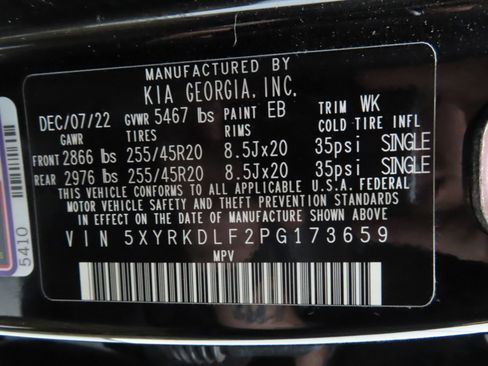 MANUFACTURED BY
KIA GEORGIA, INC.
DEC/07/22 GVWR 5467 lbs PAINT EB TRIM WK
GAWR TIRES RIMS COLD TIRE INFL
FRONT 2866 lbs 255/45R20 8.5Jx20 35psi SINGLE
REAR 2976 lbs 255/45R20 8.5Jx20 35psi SINGLE
THIS VEHICLE CONFORMS TO ALL APPLICABLE U.S.A. FEDERAL
MOTOR VEHICLE SAFETY AND THEFT PREVENTION STANDARDS
IN EFFECT ON THE DATE OF MANUFACTURE SHOWN ABOVE.
VIN 5XYRKDLF2PG173659
MPV
5410